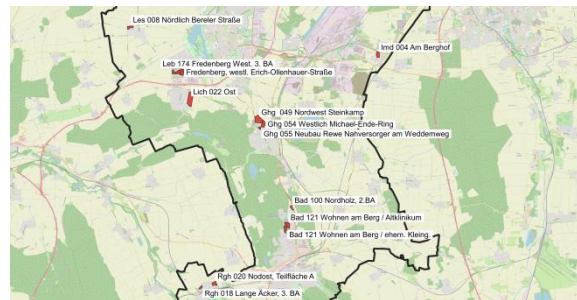 Les 008 Nördlich Bereler Straße
Imd 004 Am Berghof
Leb 174 Fredenberg West. 3. BA
Fredenberg, westl. Erich-Ollenhauer-Straße
Lich 022 Ost
Ghg 049 Nordwest Steinkamp
Ghg 054 Westlich Michael-Ende-Ring
Ghg 055 Neubau Rewe Nahversorger am Weddemweg
Bad 100 Nordholz, 2.BA
Bad 121 Wohnen am Berg / Altklinikum
Bad 121 Wohnen am Berg / ehem. Kleing.
Rgh 020 Nodost, Teilfläche A
Rgh 018 Lange Äcker, 3. BA